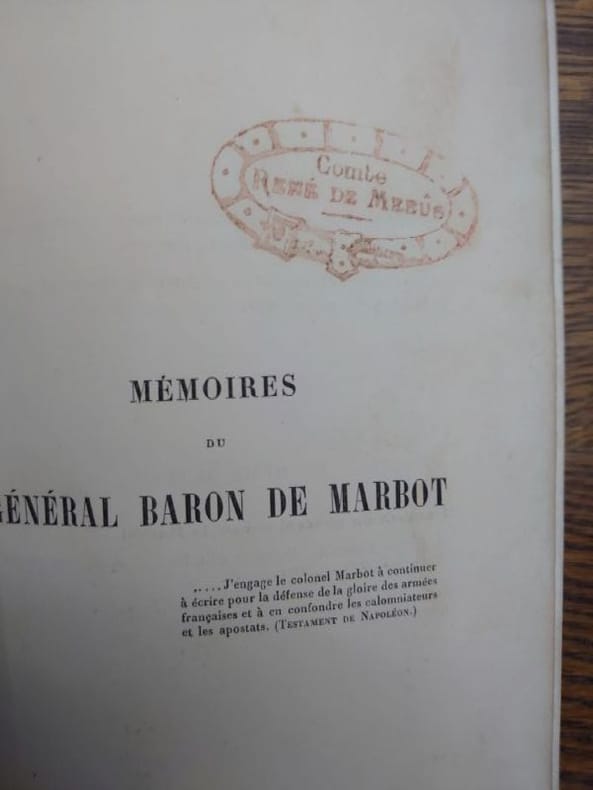 Comte
RENÉ DE MEEÛS
MÉMOIRES
DU
GÉNÉRAL BARON DE MARBOT
.....J'engage le colonel Marbot à continuer
à écrire pour la défense de la gloire des armées
françaises et à en confondre les calomniateurs
et les apostats. (TESTAMENT DE NAPOLÉON.)